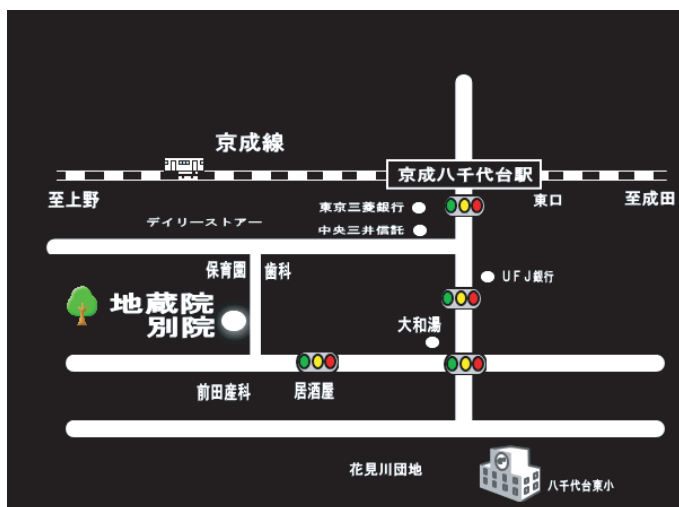 京成線
京成八千代台駅
至上野
東京三菱銀行
東口
至成田
デイリーストアー
中央三井信託
保育園
歯科
UFJ銀行
地蔵院
別院
大和湯
前田産科
居酒屋
花見川団地
八千代台東小